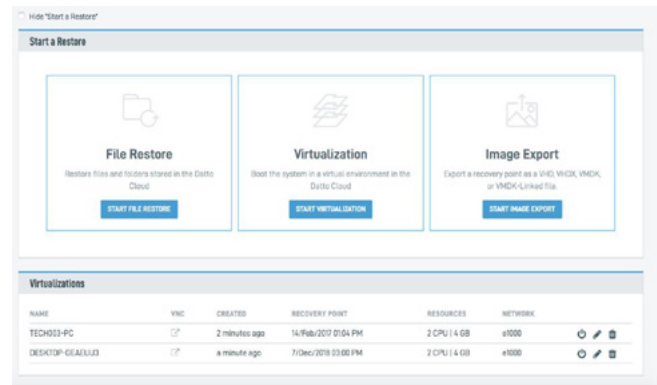 Hide "Start a Restore"
Start a Restore
File Restore
Restore files and folders stored in the Datto
Cloud
START FILE RESTORE
Virtualization
Boot the system in a virtual environment in the
Datto Cloud
START VIRTUALIZATION
Image Export
Export a recovery point as a VHD, VHDX, VMDK,
or VMDK-Linked file.
START IMAGE EXPORT
Virtualizations
NAME VNC CREATED RECOVERY POINT RESOURCES NETWORK
TECH003-PC 2 minutes ago 14/Feb/2017 01:04 PM 2 CPU | 4 GB e1000
a minute ago 7/Dec/2018 03:00 PM 2 CPU | 4 GB e1000